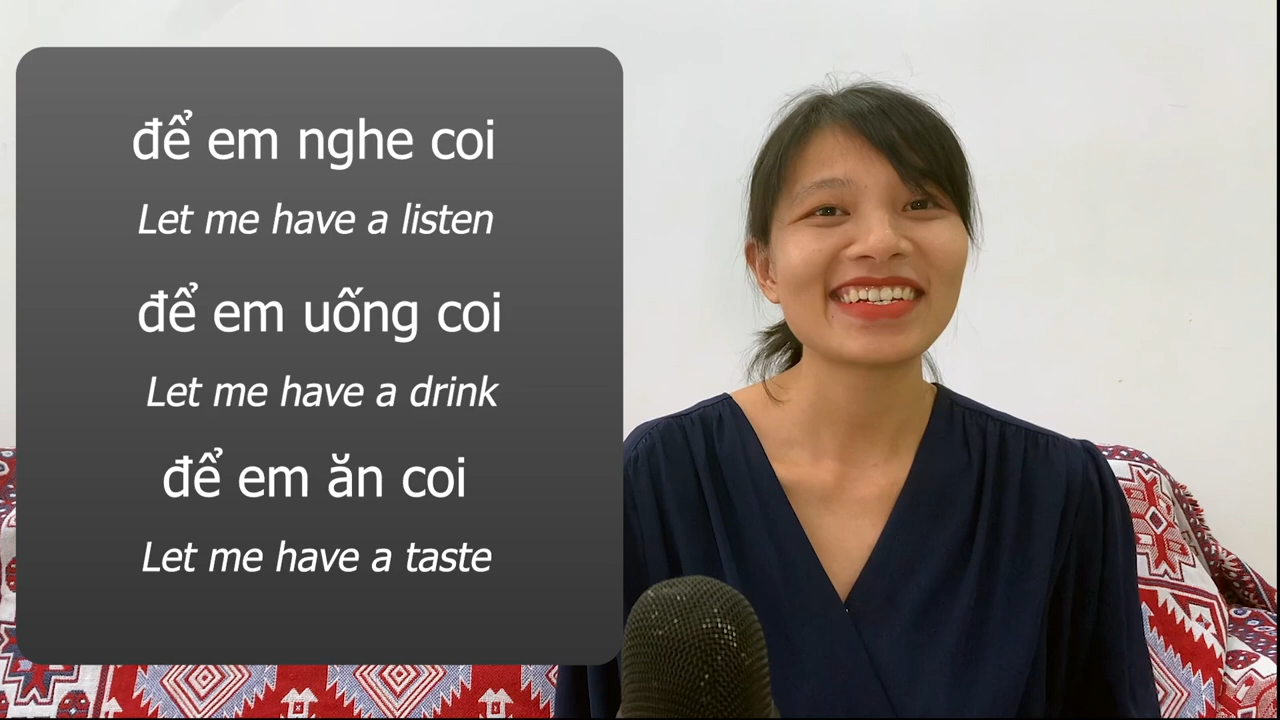 để em nghe coi
Let me have a listen
để em uống coi
Let me have a drink
để em ăn coi
Let me have a taste